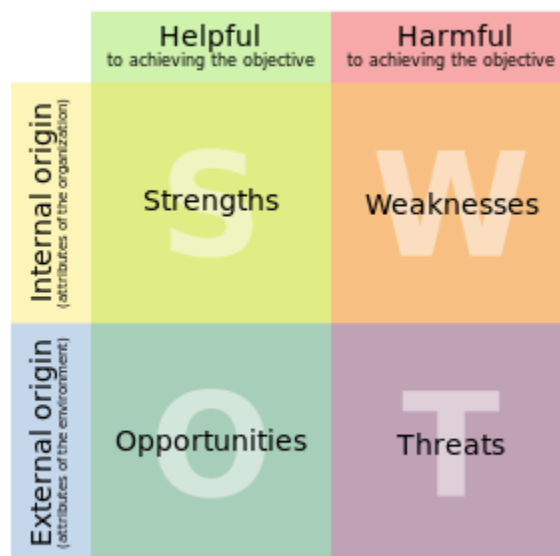 Helpful
to achieving the objective
Harmful
to achieving the objective
Internal origin
(attributes of the organization)
S
Strengths
W
Weaknesses
External origin
(attributes of the environment)
O
Opportunities
T
Threats